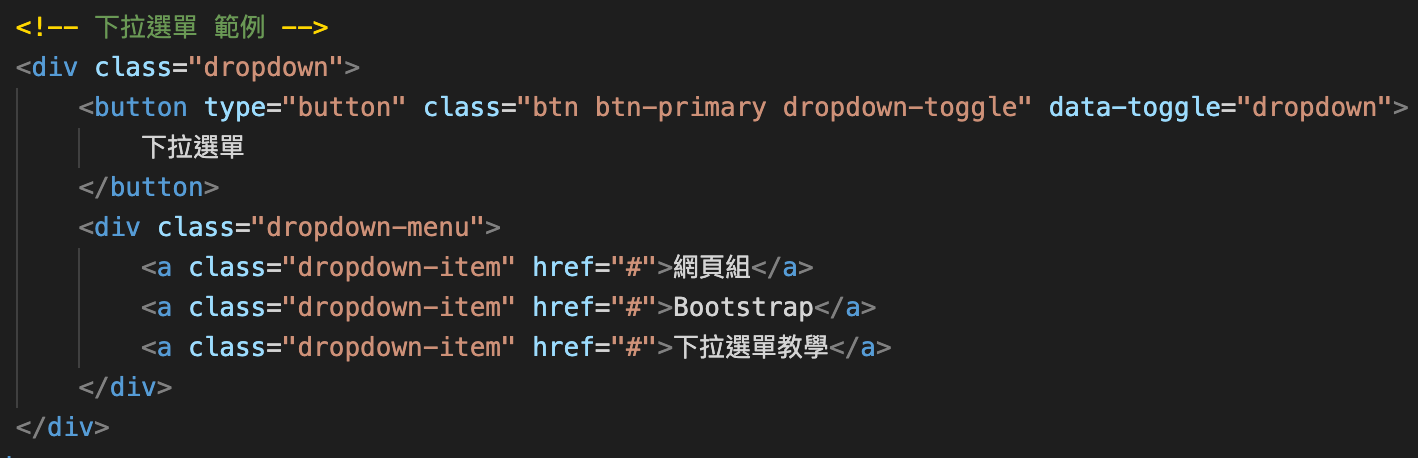 <!-- 下拉選單 範例 -->
<div class="dropdown">
    <button type="button" class="btn btn-primary dropdown-toggle" data-toggle="dropdown">
        下拉選單
    </button>
    <div class="dropdown-menu">
        <a class="dropdown-item" href="#">網頁組</a>
        <a class="dropdown-item" href="#">Bootstrap</a>
        <a class="dropdown-item" href="#">下拉選單教學</a>
    </div>
</div>